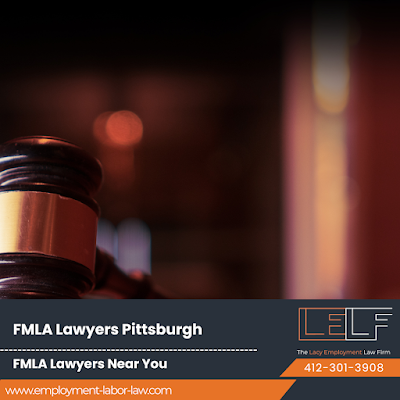 FMLA Lawyers Pittsburgh
FMLA Lawyers Near You
www.employment-labor-law.com
LELF
The Lacy Employment Law Firm
412-301-3908